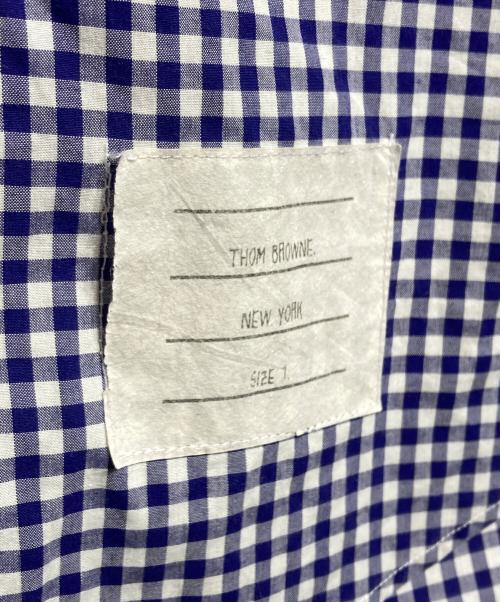 THOM BROWNE.
NEW YORK
SIZE 1.